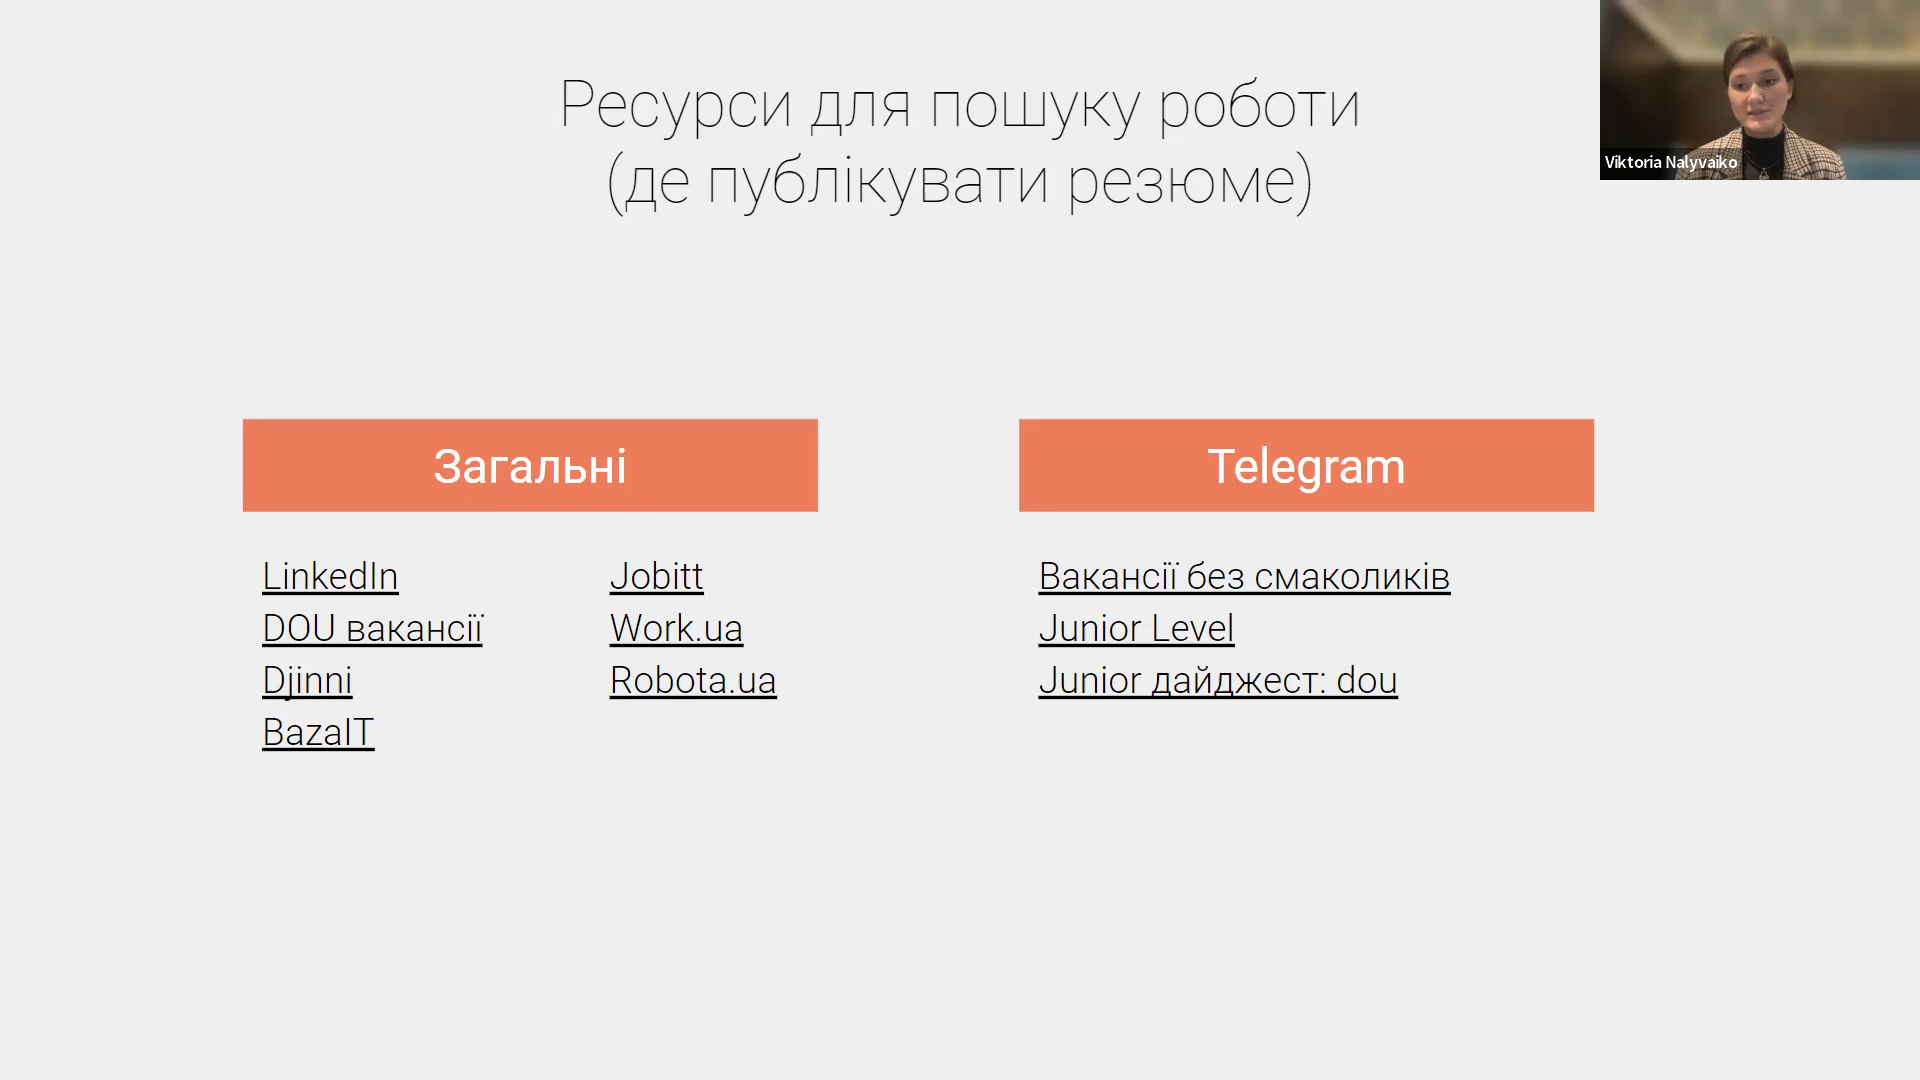 Ресурси для пошуку роботи
(де публікувати резюме)
Viktoria Nalyvaiko
Загальні
LinkedIn
DOU вакансії
Djinni
BazaIT
Jobitt
Work.ua
Robota.ua
Telegram
Вакансії без смаколиків
Junior Level
Junior дайджест: dou